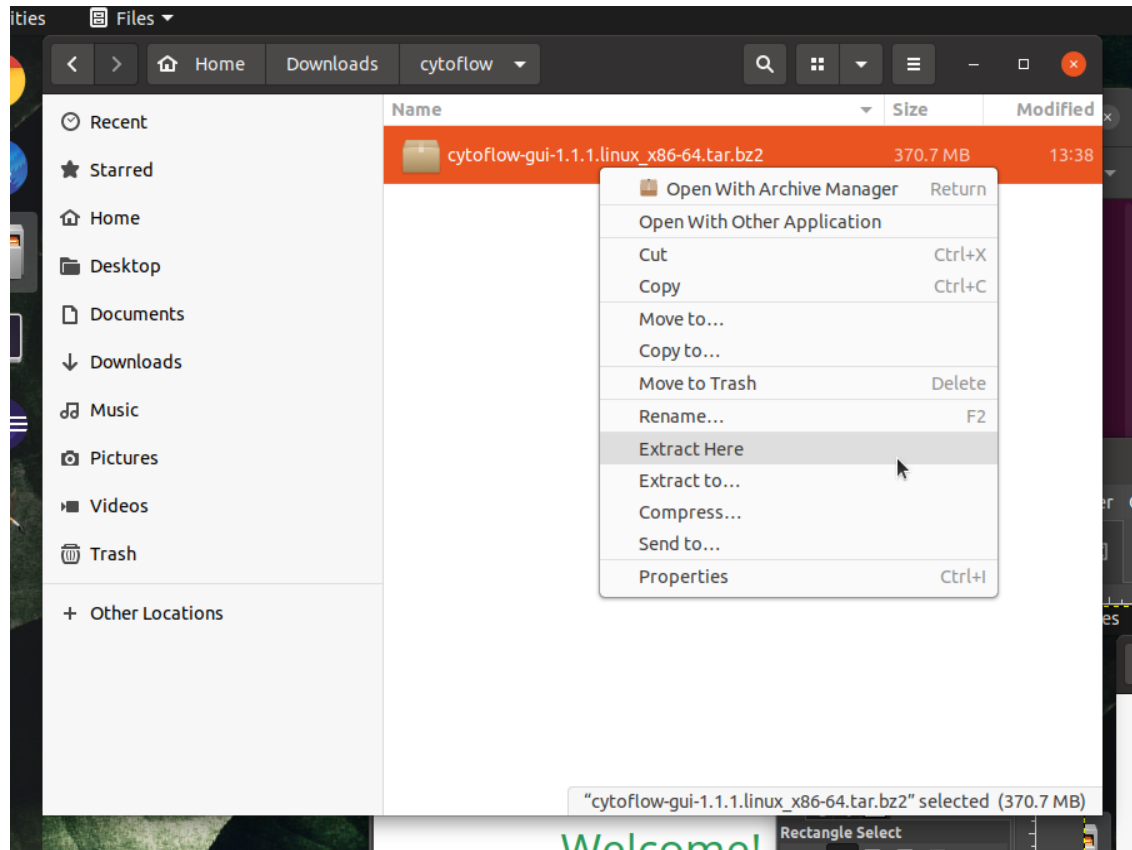 ities Files
Home Downloads cytoflow
Name Size Modified
Recent
Starred
Home
Desktop
Documents
Downloads
Music
Pictures
Videos
Trash
+ Other Locations
cytoflow-gui-1.1.1.linux_x86-64.tar.bz2 370.7 MB 13:38
Open With Archive Manager Return
Open With Other Application
Cut Ctrl+X
Copy Ctrl+C
Move to…
Copy to…
Move to Trash Delete
Rename… F2
Extract Here
Extract to…
Compress…
Send to…
Properties Ctrl+I
es
"cytoflow-gui-1.1.1.linux_x86-64.tar.bz2" selected (370.7 MB)
Welcome!
Rectangle Select